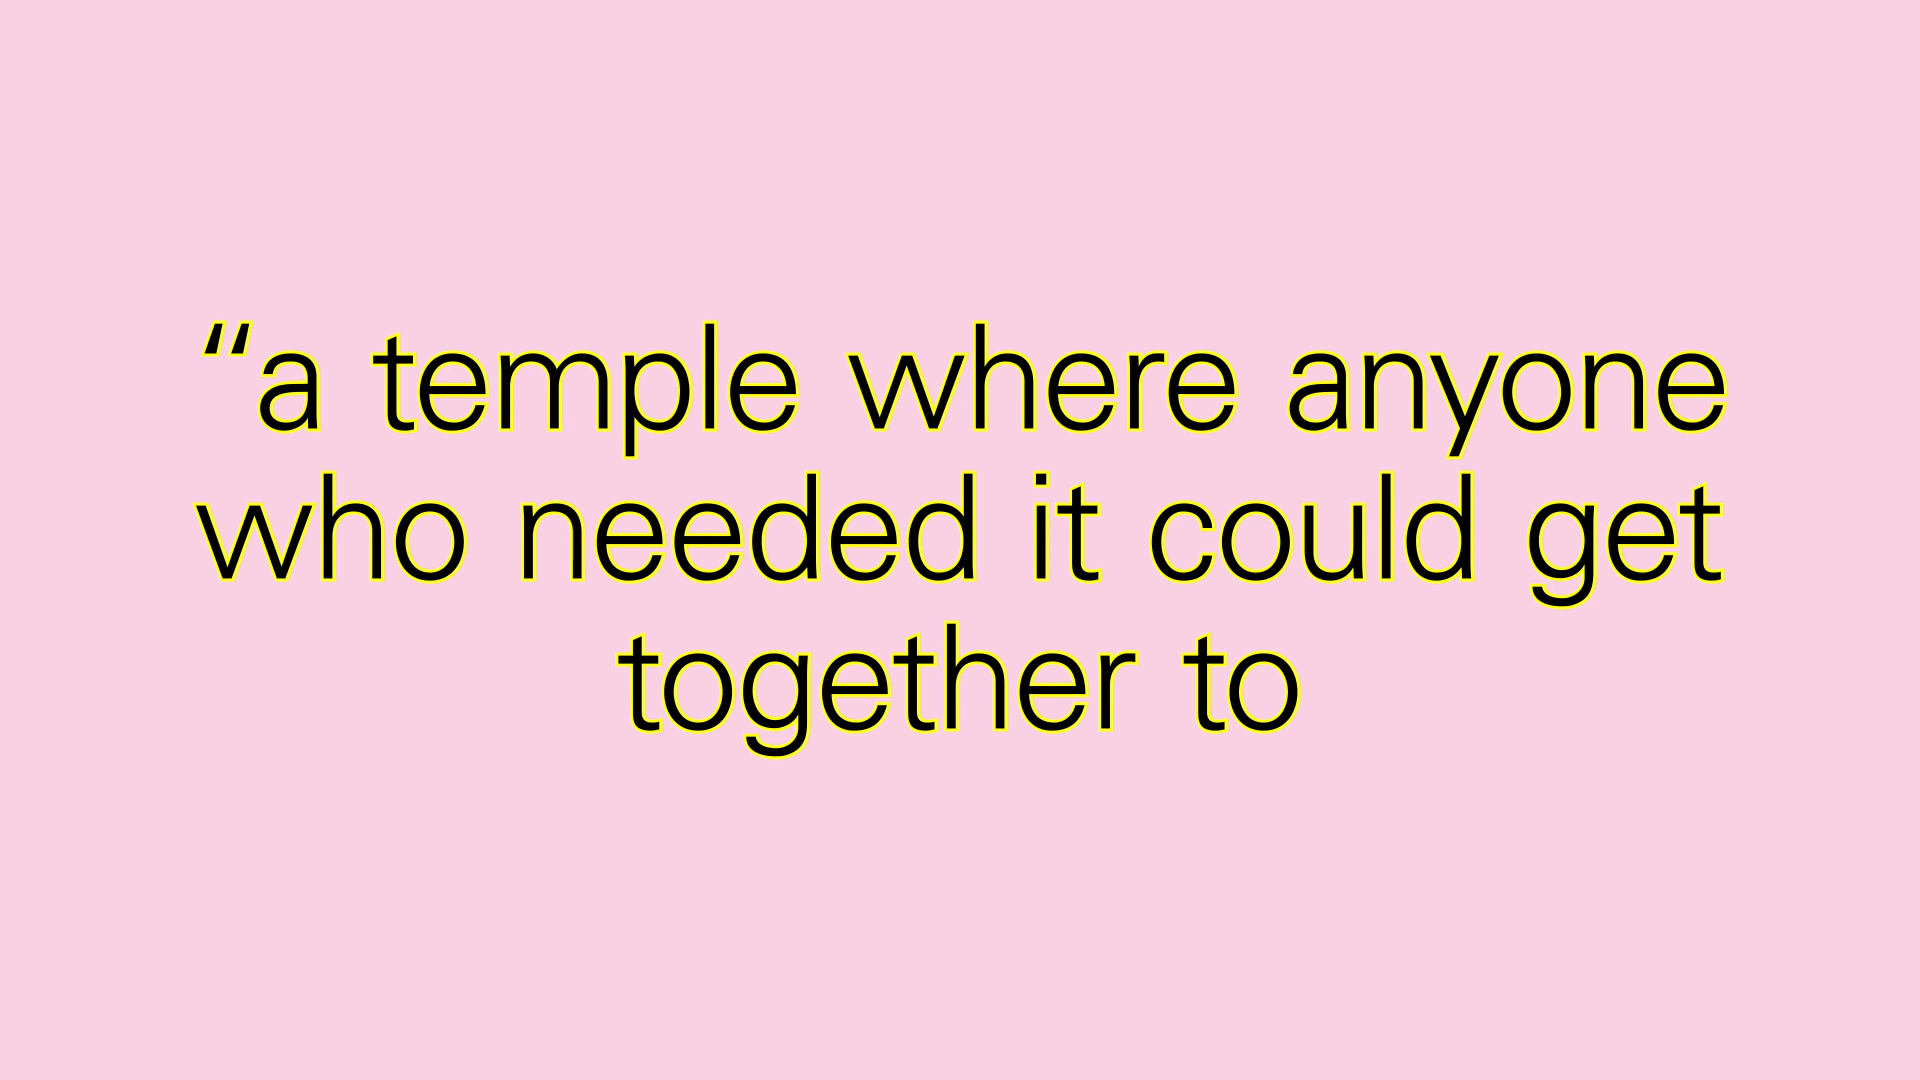 “a temple where anyone
who needed it could get
together to